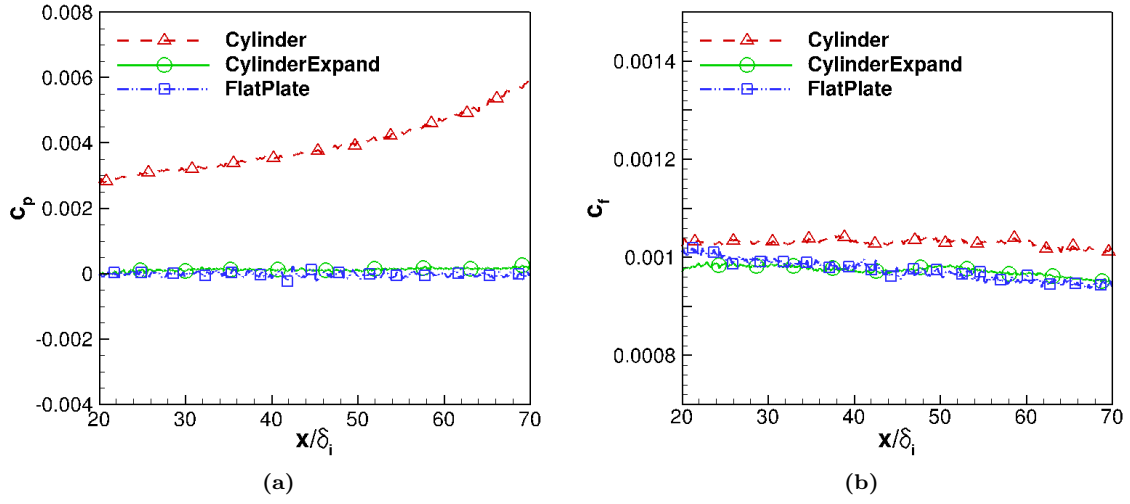 0.008
0.006
0.004
0.002
0
-0.002
-0.004
c_p
Cylinder
CylinderExpand
FlatPlate
20 30 40 50 60 70
x/δ_i
(a)
0.0014
0.0012
0.001
0.0008
c_f
Cylinder
CylinderExpand
FlatPlate
20 30 40 50 60 70
x/δ_i
(b)